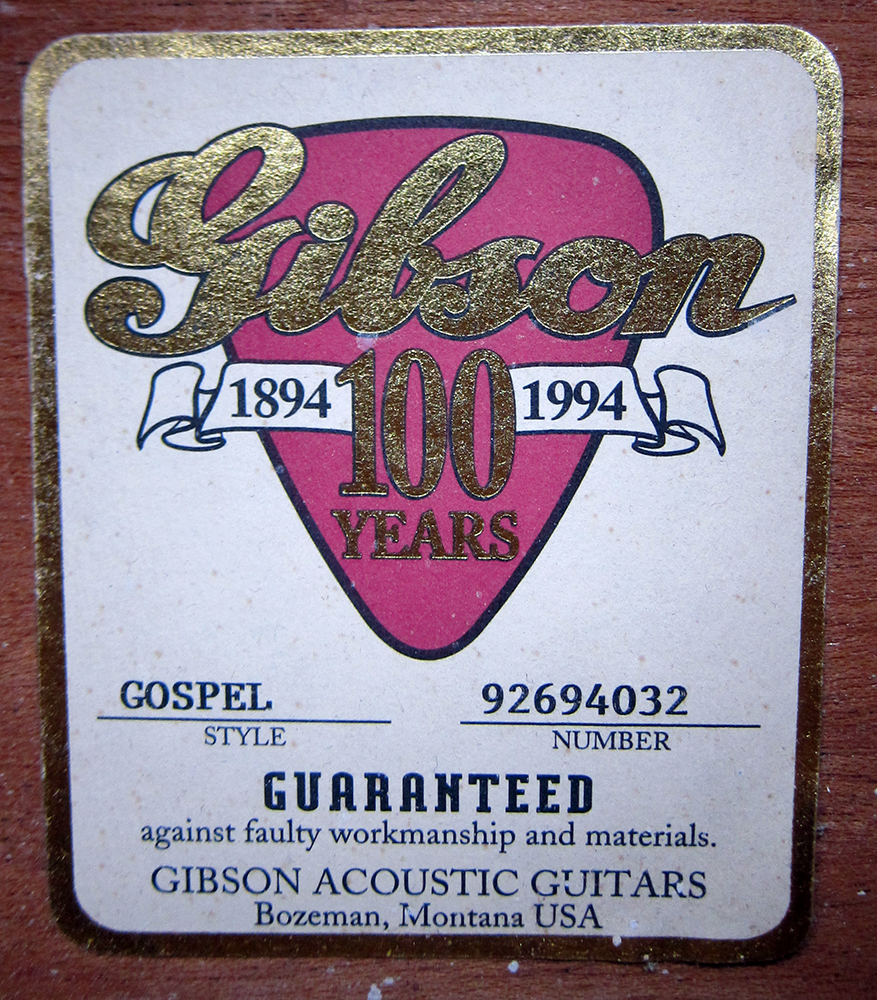 Gibson
1894 100 1994
YEARS
GOSPEL 92694032
STYLE NUMBER
GUARANTEED
against faulty workmanship and materials.
GIBSON ACOUSTIC GUITARS
Bozeman, Montana USA